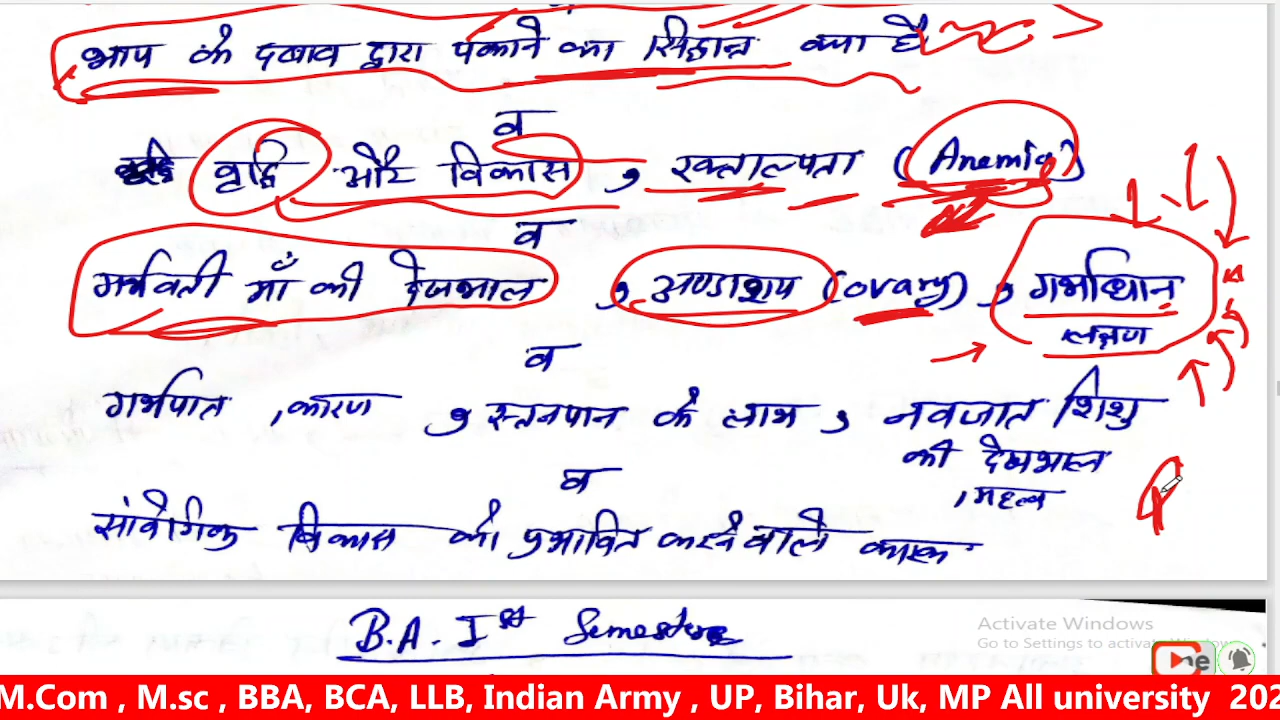 भाप के दबाव द्वारा पकाने का सिद्धान्त क्या है
व
वृद्धि और विकास , रक्ताल्पता ( Anemia )
व
गर्भवती माँ की देखभाल , अण्डाशय (ovary) , गर्भाधान
लक्षण
व
गर्भपात , कारण , स्तनपान के लाभ , नवजात शिशु
की देखभाल
, महत्व
व
सांवेगिक विकास को प्रभावित करने वाले कारक
B.A. Ist Semester
Activate Windows
Go to Settings to activate Windows.
M.Com , M.sc , BBA, BCA, LLB, Indian Army , UP, Bihar, Uk, MP All university 202